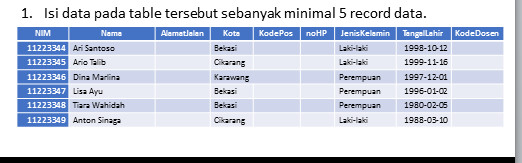 1. Isi data pada table tersebut sebanyak minimal 5 record data.
NIM Nama AlamatJalan Kota KodePos noHP JenisKelamin TangalLahir KodeDosen
11223344 Ari Santoso Bekasi Laki-laki 1998-10-12
11223345 Ario Talib Cikarang Laki-laki 1999-11-16
11223346 Dina Marlina Karawang Perempuan 1997-12-01
11223347 Lisa Ayu Bekasi Perempuan 1996-01-02
11223348 Tiara Wahidah Bekasi Perempuan 1980-02-05
11223349 Anton Sinaga Cikarang Laki-laki 1988-03-10